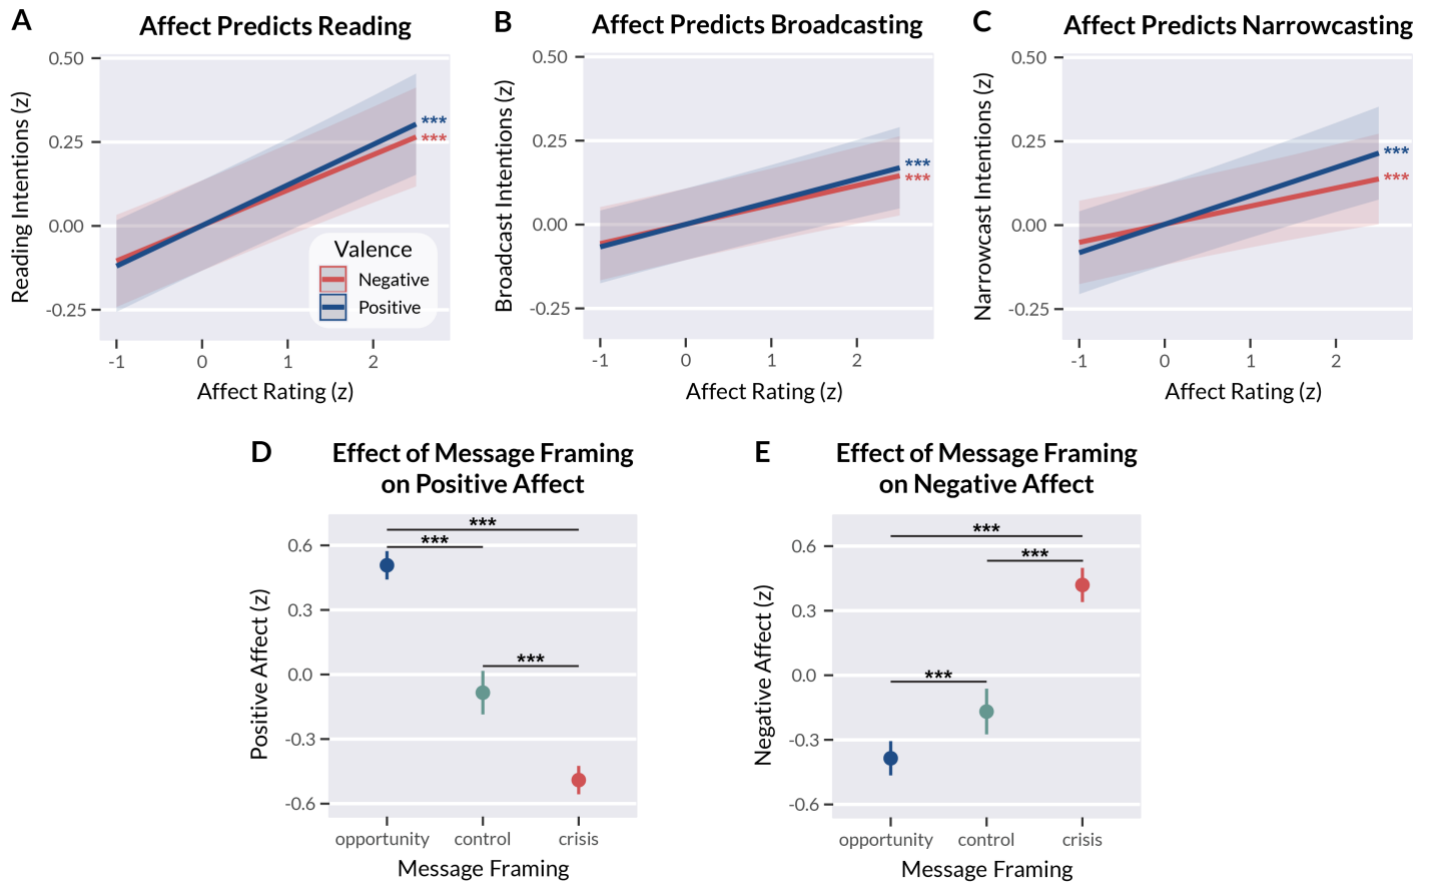 A
Affect Predicts Reading
Reading Intentions (z)
0.50
0.25
0.00
-0.25
***
***
Valence
Negative
Positive
-1 0 1 2
Affect Rating (z)
B
Affect Predicts Broadcasting
Broadcast Intentions (z)
0.50
0.25
0.00
-0.25
***
***
-1 0 1 2
Affect Rating (z)
C
Affect Predicts Narrowcasting
Narrowcast Intentions (z)
0.50
0.25
0.00
-0.25
***
***
-1 0 1 2
Affect Rating (z)
D
Effect of Message Framing
on Positive Affect
Positive Affect (z)
0.6
0.3
0.0
-0.3
-0.6
***
***
***
opportunity control crisis
Message Framing
E
Effect of Message Framing
on Negative Affect
Negative Affect (z)
0.6
0.3
0.0
-0.3
-0.6
***
***
***
opportunity control crisis
Message Framing